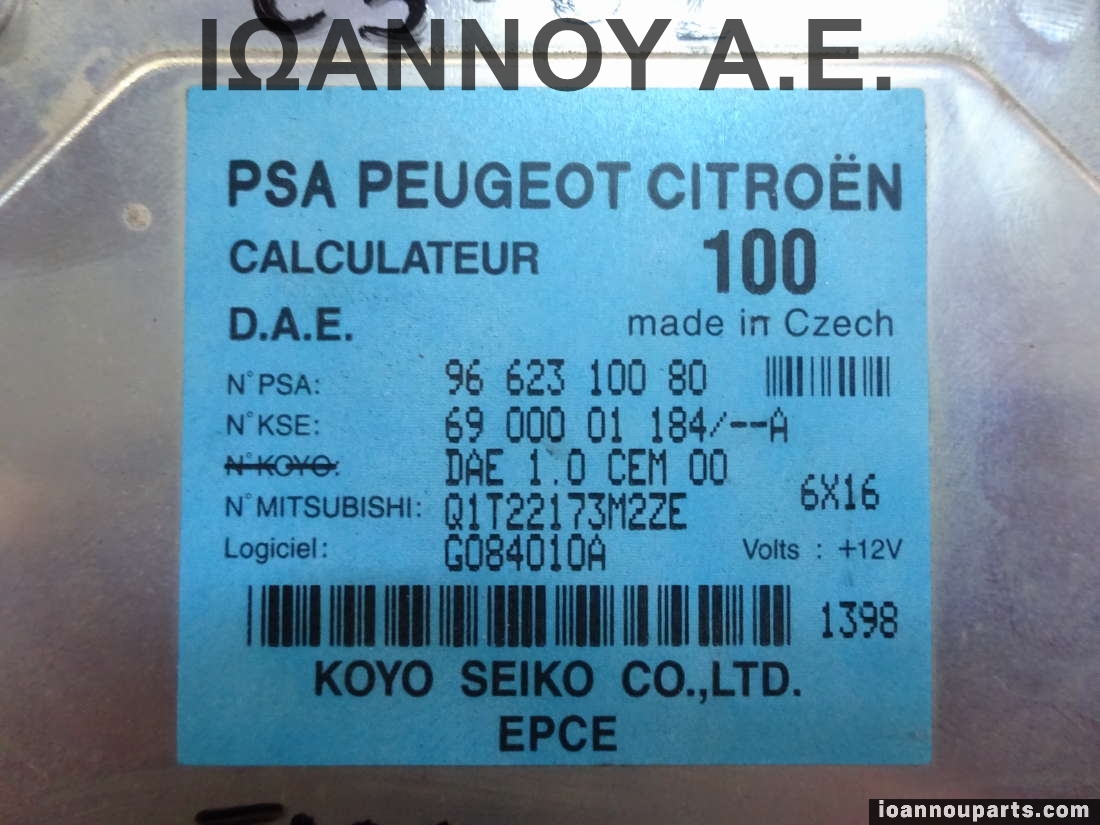 ΙΩΑΝΝΟΥ Α.Ε.
PSA PEUGEOT CITROËN
CALCULATEUR 100
D.A.E. made in Czech
N°PSA: 96 623 100 80
N°KSE: 69 000 01 184/--A
N°KOYO: DAE 1.0 CEM 00
6X16
N°MITSUBISHI: Q1T22173M2ZE
Logiciel: G084010A Volts : +12V
1398
KOYO SEIKO CO.,LTD.
EPCE
ioannouparts.com